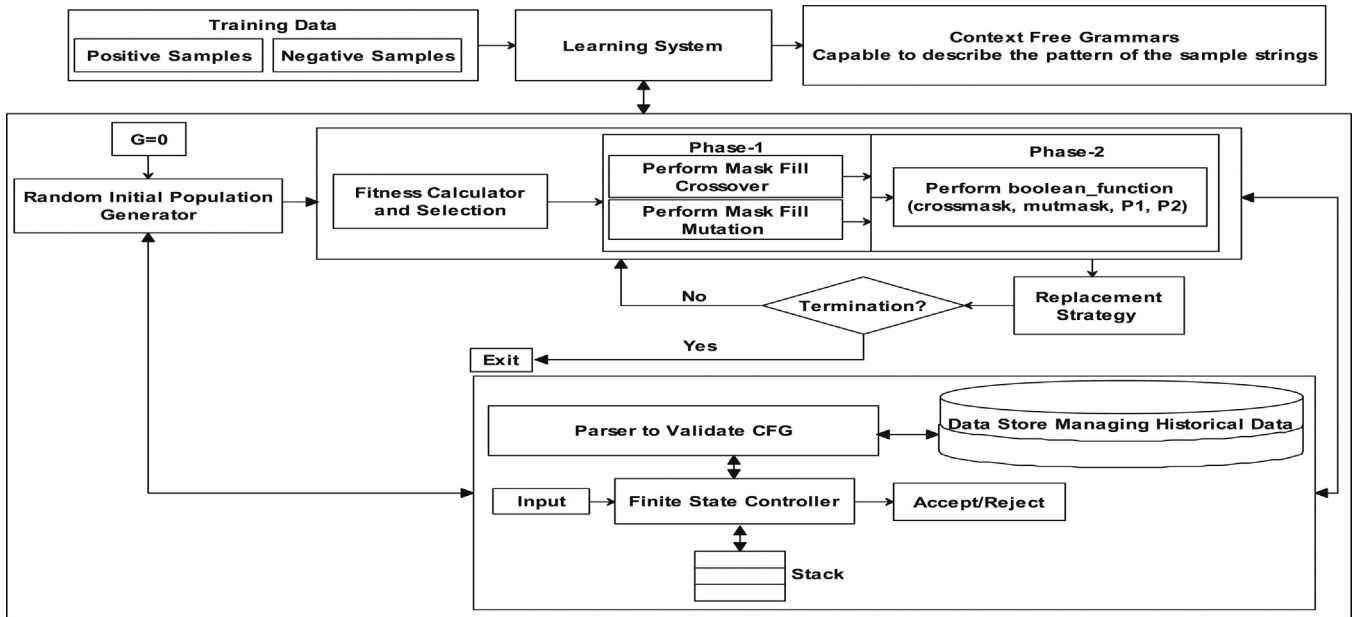 Training Data
Positive Samples
Negative Samples
Learning System
Context Free Grammars
Capable to describe the pattern of the sample strings
G=0
Random Initial Population
Generator
Fitness Calculator
and Selection
Phase-1
Perform Mask Fill
Crossover
Perform Mask Fill
Mutation
Phase-2
Perform boolean_function
(crossmask, mutmask, P1, P2)
Replacement
Strategy
Termination?
No
Yes
Exit
Parser to Validate CFG
Data Store Managing Historical Data
Input
Finite State Controller
Accept/Reject
Stack